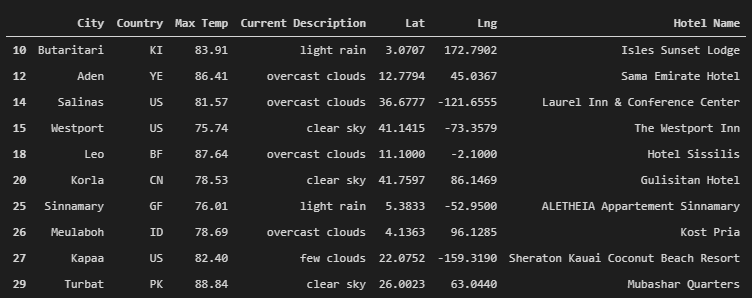 City Country Max Temp Current Description Lat Lng Hotel Name
10 Butaritari KI 83.91 light rain 3.0707 172.7902 Isles Sunset Lodge
12 Aden YE 86.41 overcast clouds 12.7794 45.0367 Sama Emirate Hotel
14 Salinas US 81.57 overcast clouds 36.6777 -121.6555 Laurel Inn & Conference Center
15 Westport US 75.74 clear sky 41.1415 -73.3579 The Westport Inn
18 Leo BF 87.64 overcast clouds 11.1000 -2.1000 Hotel Sissilis
20 Korla CN 78.53 clear sky 41.7597 86.1469 Gulisitan Hotel
25 Sinnamary GF 76.01 light rain 5.3833 -52.9500 ALETHEIA Appartement Sinnamary
26 Meulaboh ID 78.69 overcast clouds 4.1363 96.1285 Kost Pria
27 Kapaa US 82.40 few clouds 22.0752 -159.3190 Sheraton Kauai Coconut Beach Resort
29 Turbat PK 88.84 clear sky 26.0023 63.0440 Mubashar Quarters